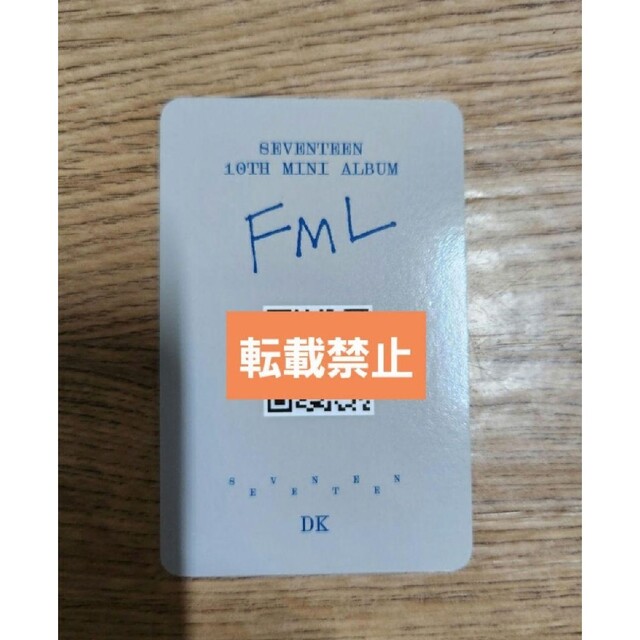 SEVENTEEN
10TH MINI ALBUM
FML
転載禁止
SEVENTEEN
DK